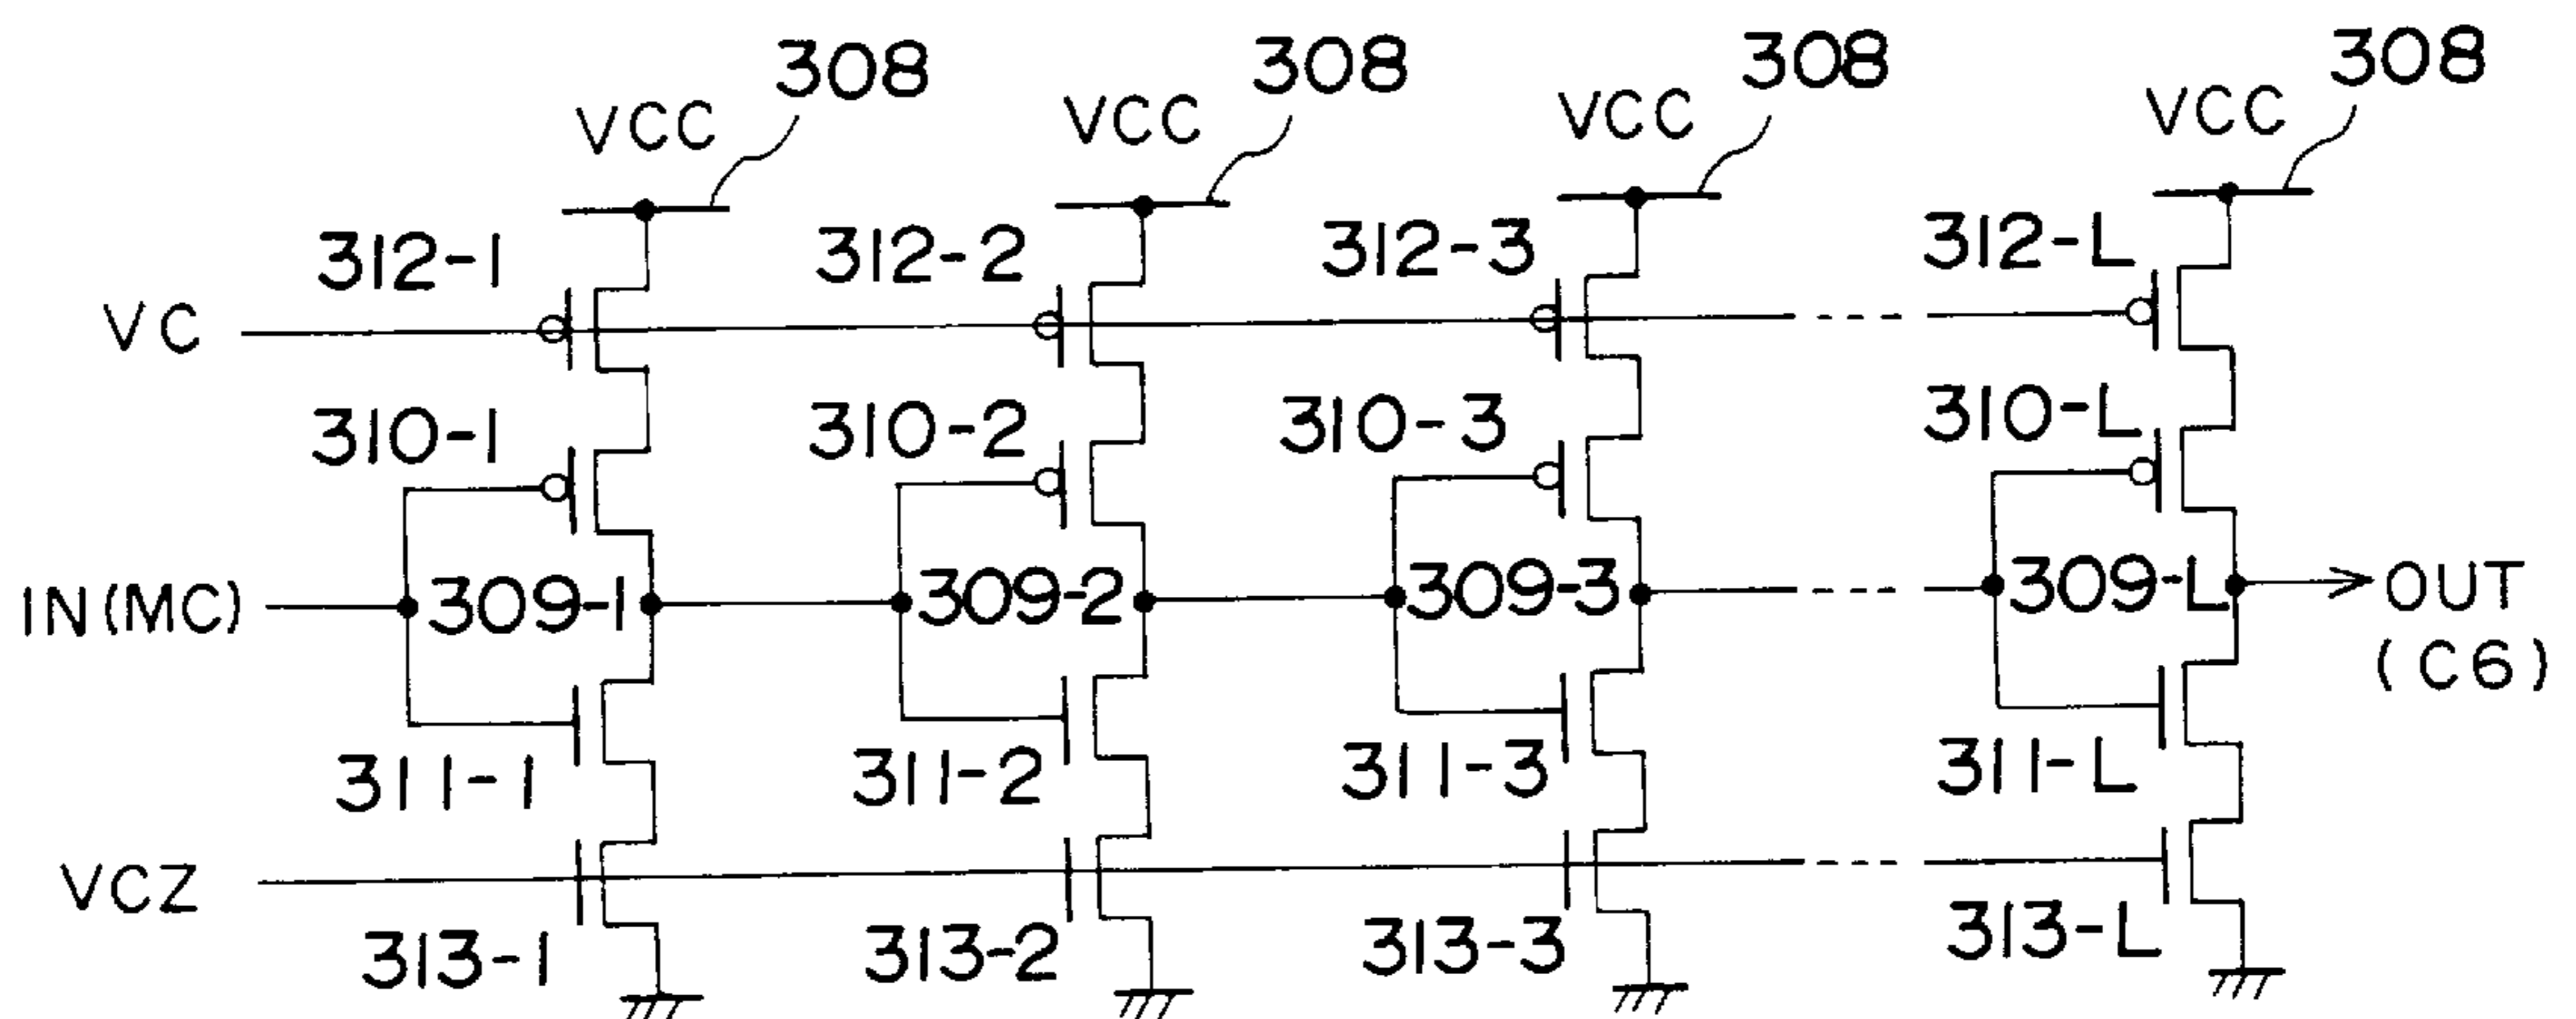 308 308 308 308
VCC VCC VCC VCC
312-1 312-2 312-3 312-L
VC
310-1 310-2 310-3 310-L
IN(MC) 309-1 309-2 309-3 309-L OUT
(C6)
311-1 311-2 311-3 311-L
VCZ
313-1 313-2 313-3 313-L